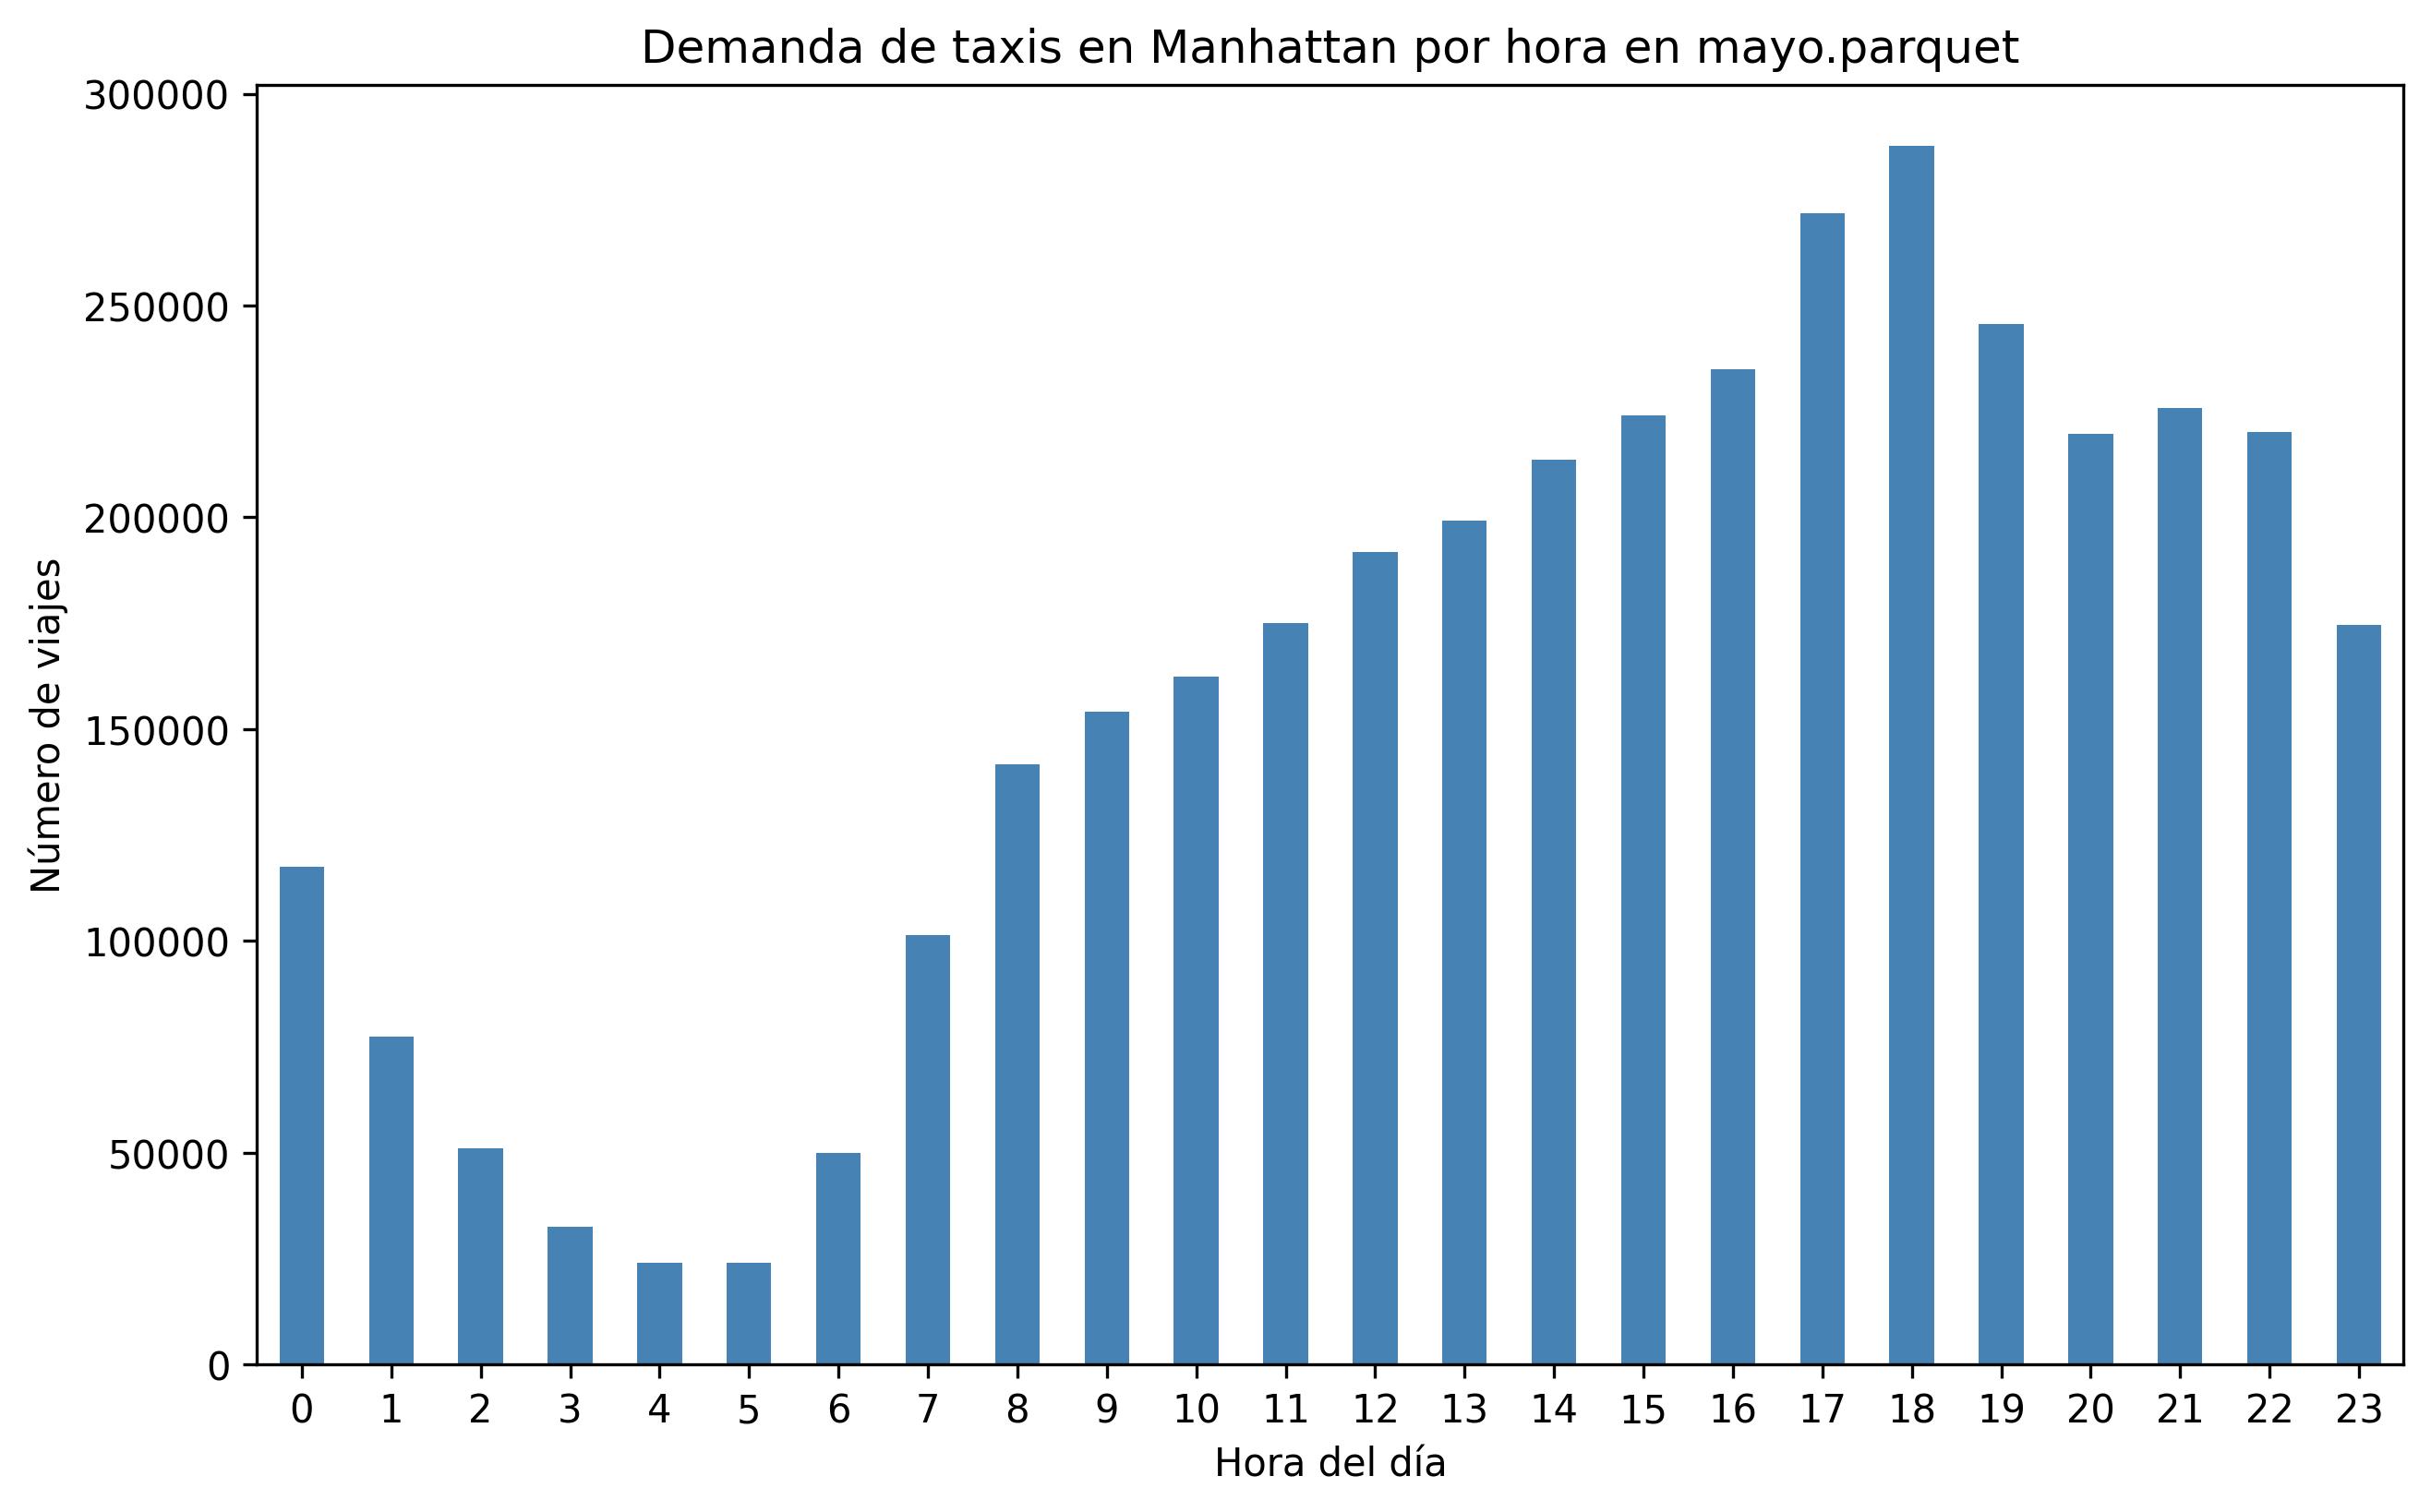 Demanda de taxis en Manhattan por hora en mayo.parquet
300000
250000
200000
150000
100000
50000
0
Número de viajes
0 1 2 3 4 5 6 7 8 9 10 11 12 13 14 15 16 17 18 19 20 21 22 23
Hora del día